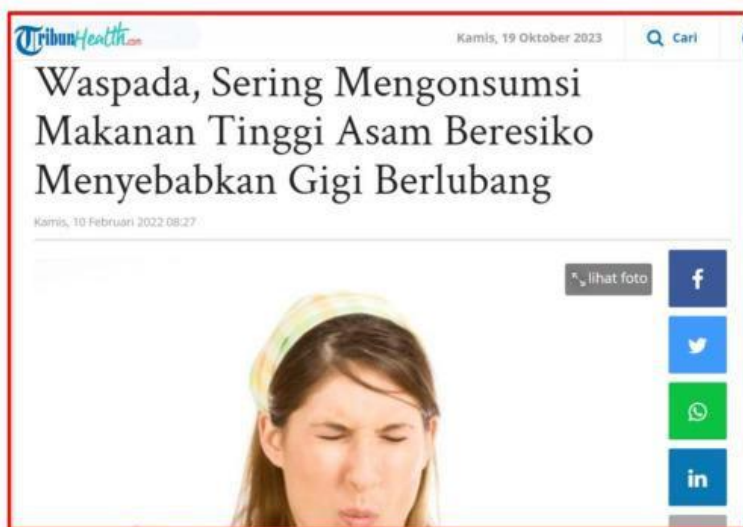 TribunHealth.com
Kamis, 19 Oktober 2023
Cari
Waspada, Sering Mengonsumsi
Makanan Tinggi Asam Beresiko
Menyebabkan Gigi Berlubang
Kamis, 10 Februari 2022 08:27
lihat foto
f
in